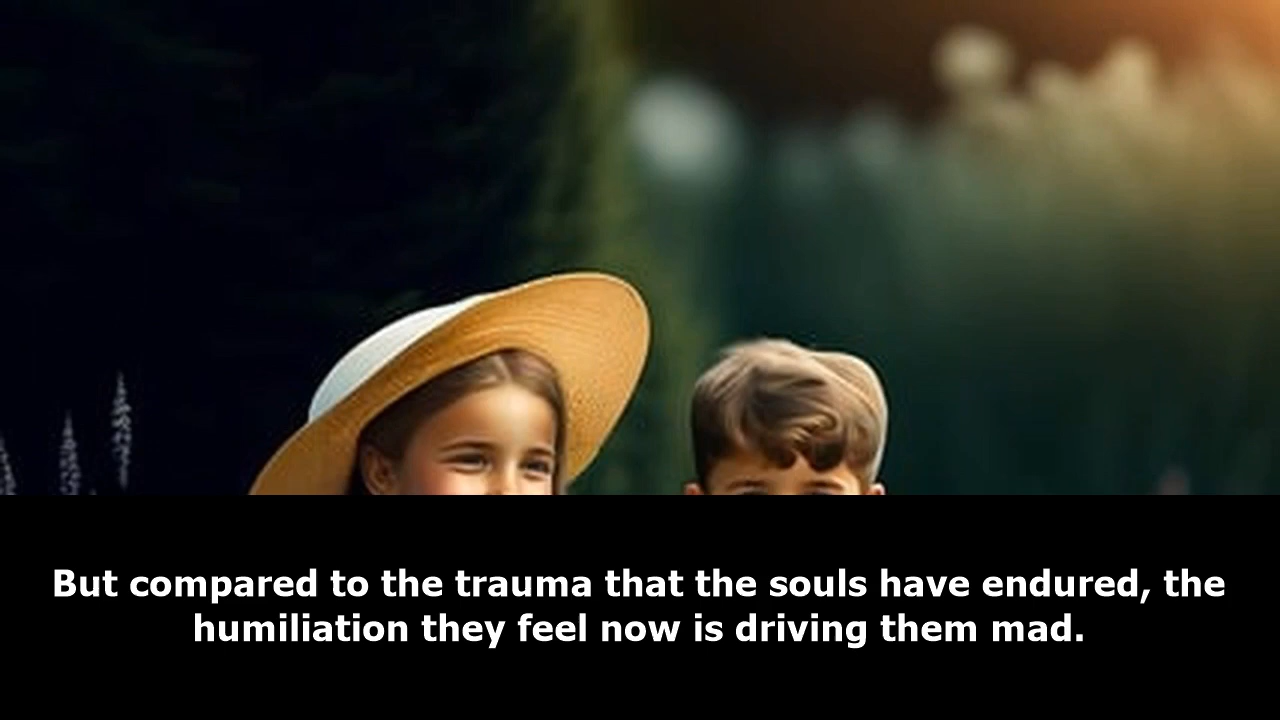 But compared to the trauma that the souls have endured, the
humiliation they feel now is driving them mad.